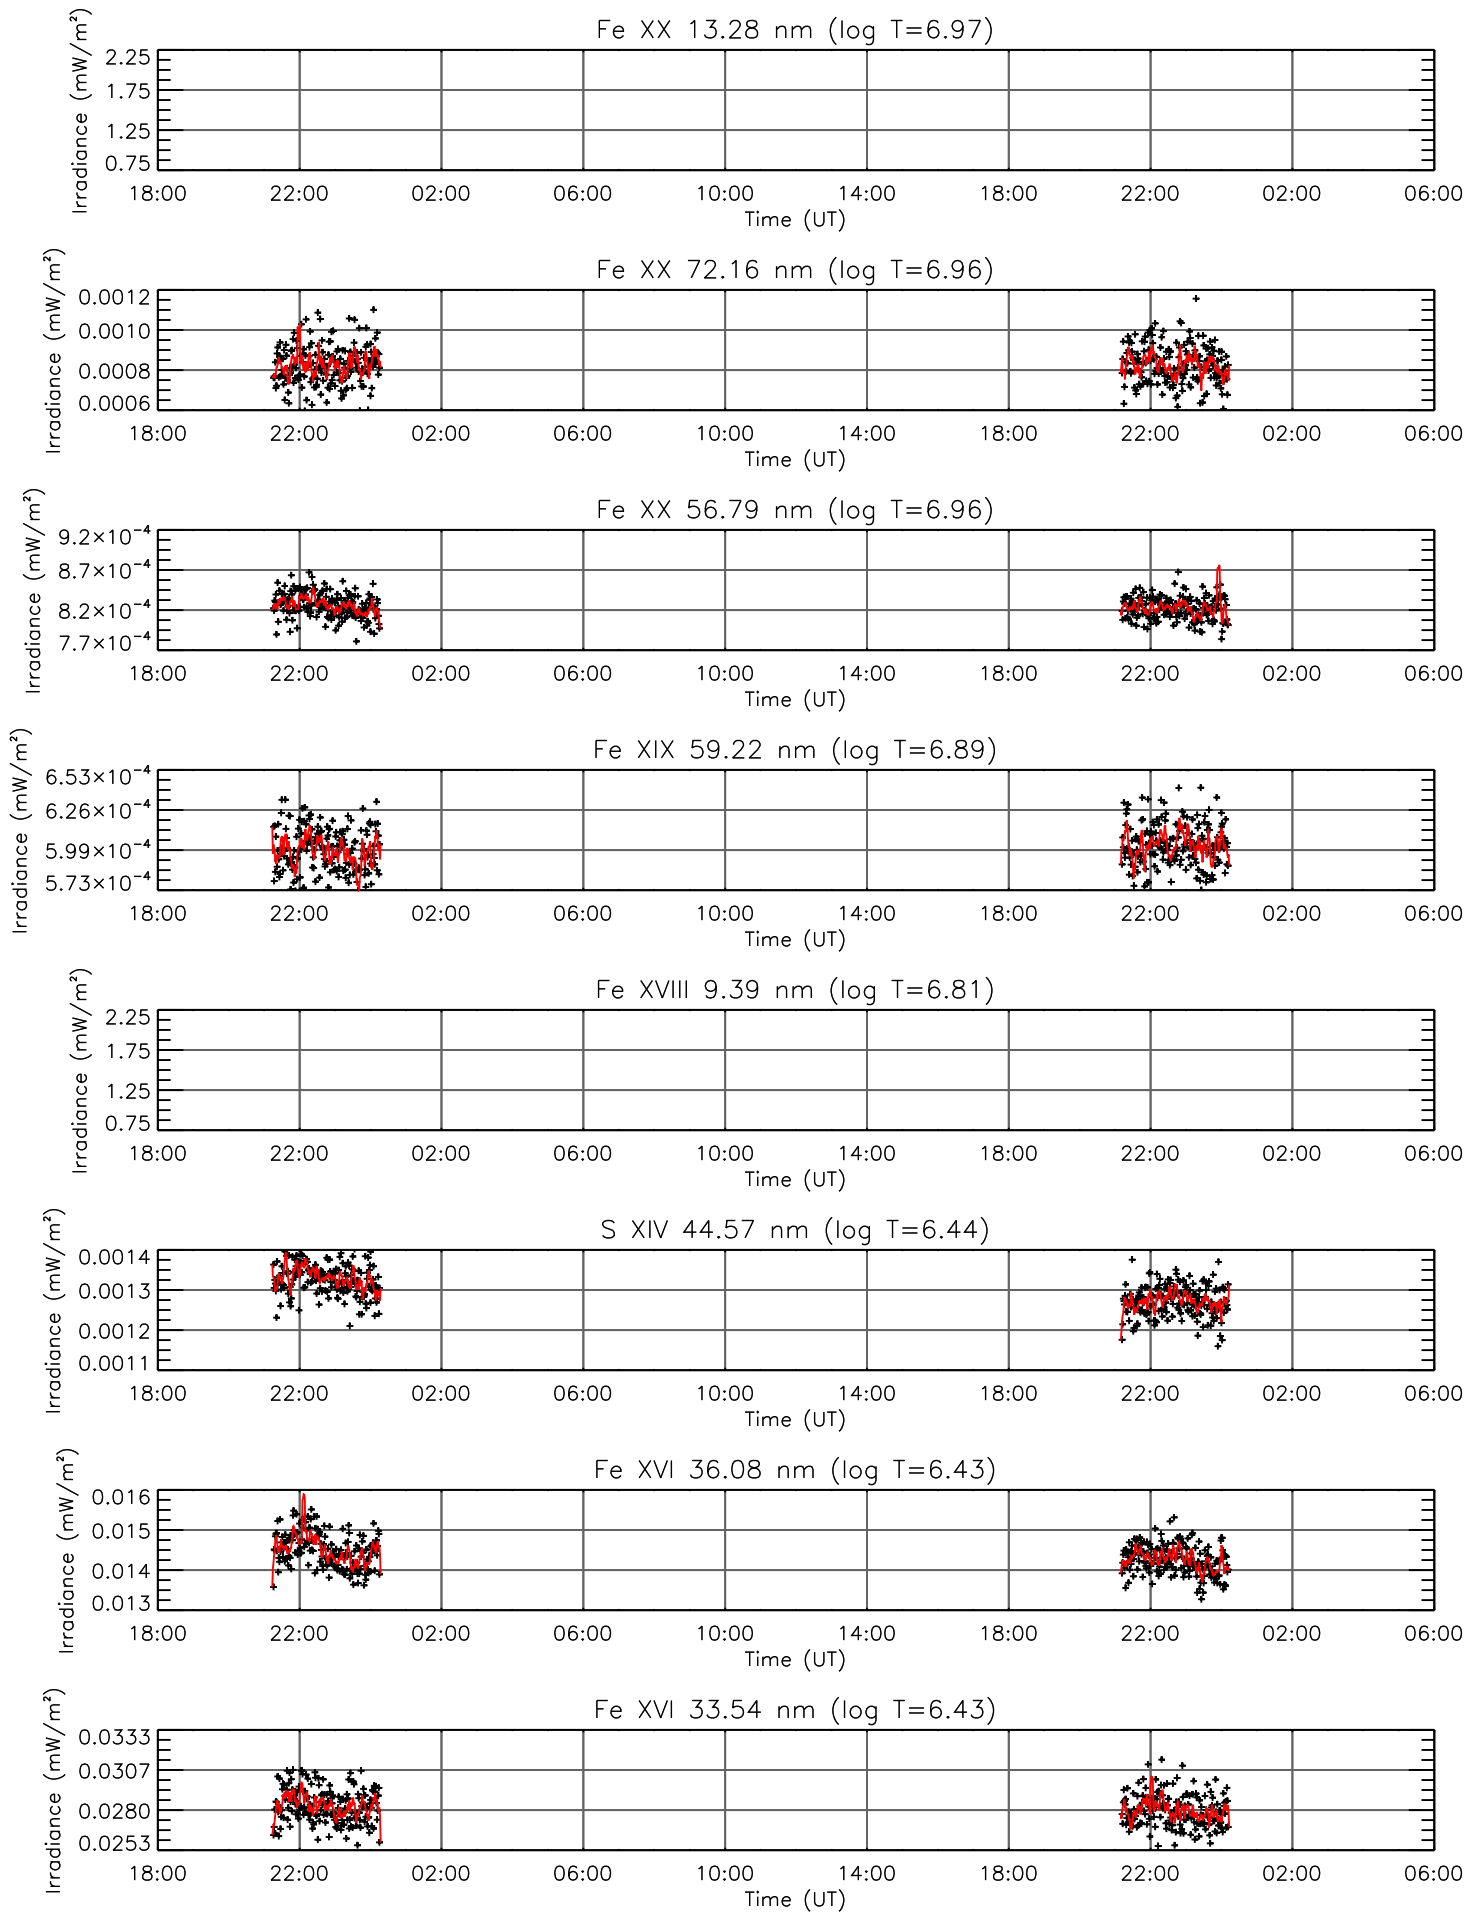 Fe XX 13.28 nm (log T=6.97)
Irradiance (mW/m²)
2.25
1.75
1.25
0.75
18:00 22:00 02:00 06:00 10:00 14:00 18:00 22:00 02:00 06:00
Time (UT)
Fe XX 72.16 nm (log T=6.96)
Irradiance (mW/m²)
0.0012
0.0010
0.0008
0.0006
18:00 22:00 02:00 06:00 10:00 14:00 18:00 22:00 02:00 06:00
Time (UT)
Fe XX 56.79 nm (log T=6.96)
Irradiance (mW/m²)
9.2×10⁻⁴
8.7×10⁻⁴
8.2×10⁻⁴
7.7×10⁻⁴
18:00 22:00 02:00 06:00 10:00 14:00 18:00 22:00 02:00 06:00
Time (UT)
Fe XIX 59.22 nm (log T=6.89)
Irradiance (mW/m²)
6.53×10⁻⁴
6.26×10⁻⁴
5.99×10⁻⁴
5.73×10⁻⁴
18:00 22:00 02:00 06:00 10:00 14:00 18:00 22:00 02:00 06:00
Time (UT)
Fe XVIII 9.39 nm (log T=6.81)
Irradiance (mW/m²)
2.25
1.75
1.25
0.75
18:00 22:00 02:00 06:00 10:00 14:00 18:00 22:00 02:00 06:00
Time (UT)
S XIV 44.57 nm (log T=6.44)
Irradiance (mW/m²)
0.0014
0.0013
0.0012
0.0011
18:00 22:00 02:00 06:00 10:00 14:00 18:00 22:00 02:00 06:00
Time (UT)
Fe XVI 36.08 nm (log T=6.43)
Irradiance (mW/m²)
0.016
0.015
0.014
0.013
18:00 22:00 02:00 06:00 10:00 14:00 18:00 22:00 02:00 06:00
Time (UT)
Fe XVI 33.54 nm (log T=6.43)
Irradiance (mW/m²)
0.0333
0.0307
0.0280
0.0253
18:00 22:00 02:00 06:00 10:00 14:00 18:00 22:00 02:00 06:00
Time (UT)